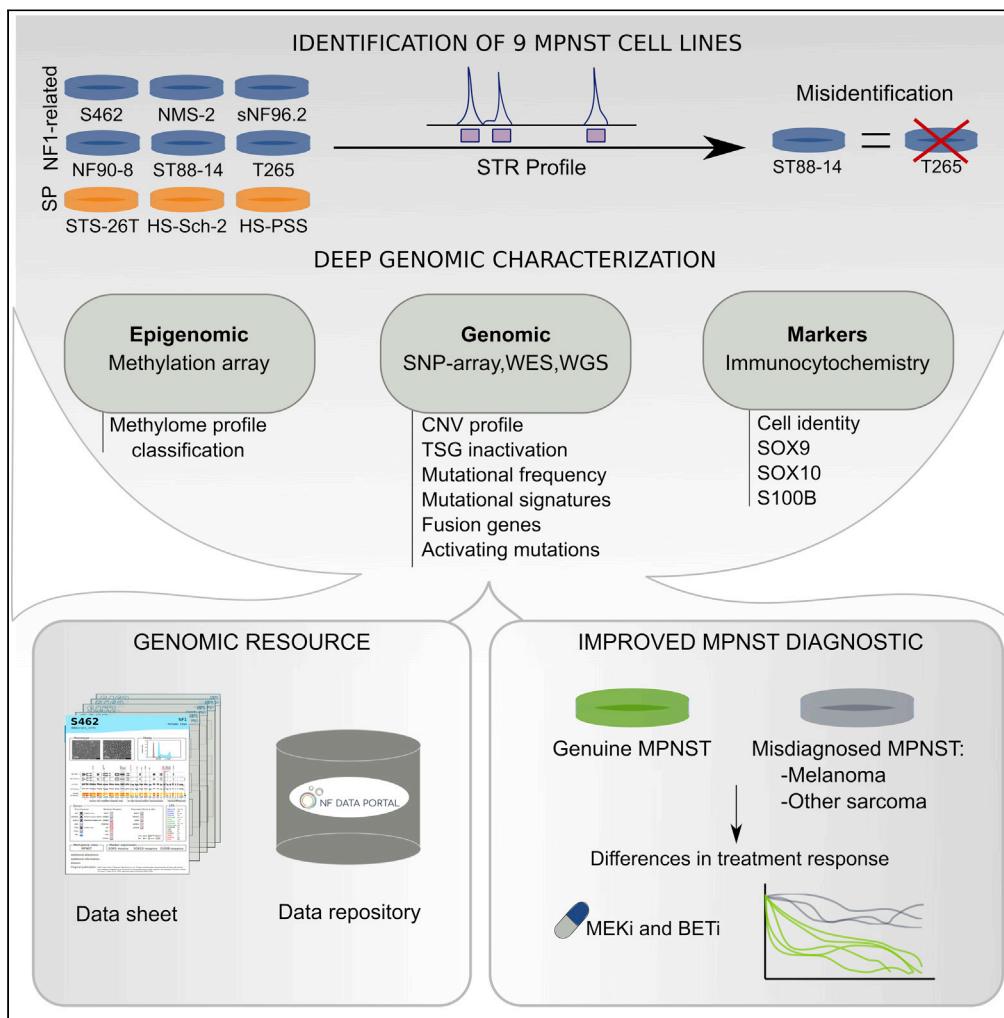 IDENTIFICATION OF 9 MPNST CELL LINES
NF1-related
S462
NMS-2
sNF96.2
NF90-8
ST88-14
T265
SP
STS-26T
HS-Sch-2
HS-PSS
STR Profile
Misidentification
ST88-14
=
T265
DEEP GENOMIC CHARACTERIZATION
Epigenomic
Methylation array
Methylome profile
classification
Genomic
SNP-array,WES,WGS
CNV profile
TSG inactivation
Mutational frequency
Mutational signatures
Fusion genes
Activating mutations
Markers
Immunocytochemistry
Cell identity
SOX9
SOX10
S100B
GENOMIC RESOURCE
S462
NF1
MPNST
Data sheet
NF DATA PORTAL
Data repository
IMPROVED MPNST DIAGNOSTIC
Genuine MPNST
Misdiagnosed MPNST:
-Melanoma
-Other sarcoma
Differences in treatment response
MEKi and BETi